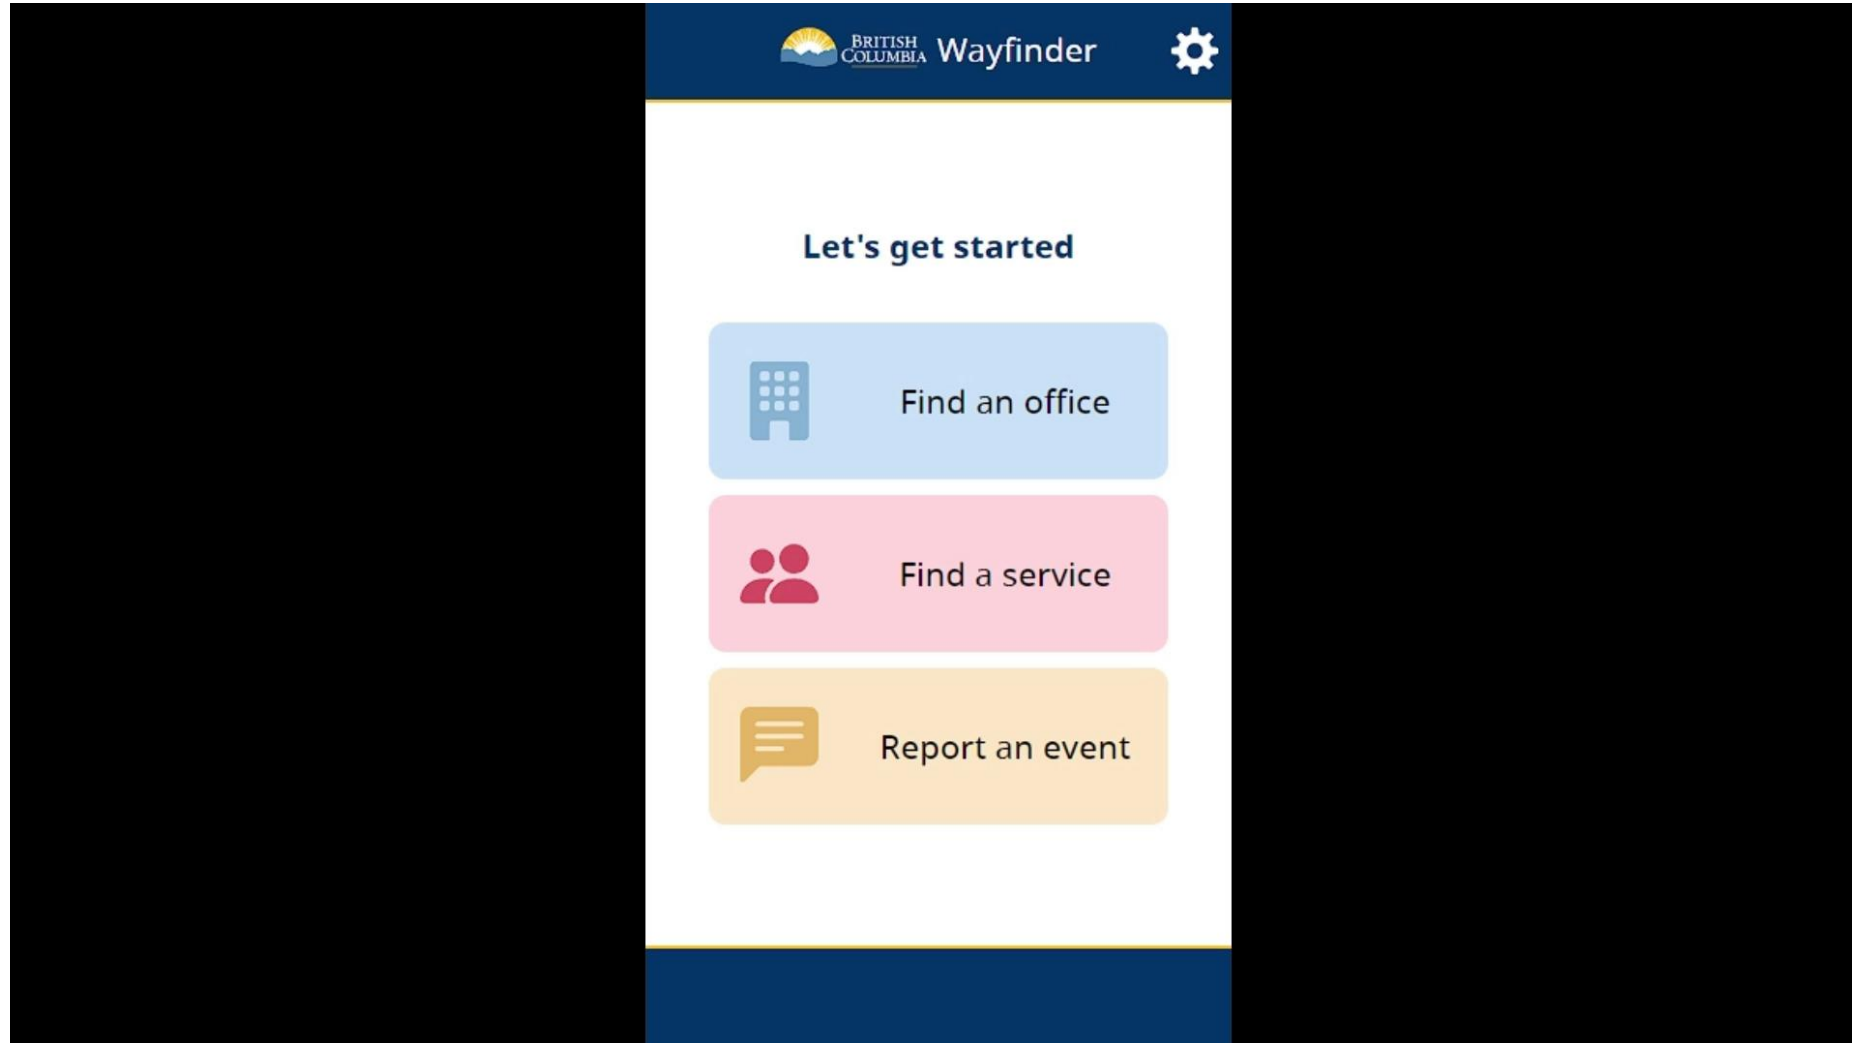 BRITISH
COLUMBIA
Wayfinder
Let's get started
Find an office
Find a service
Report an event